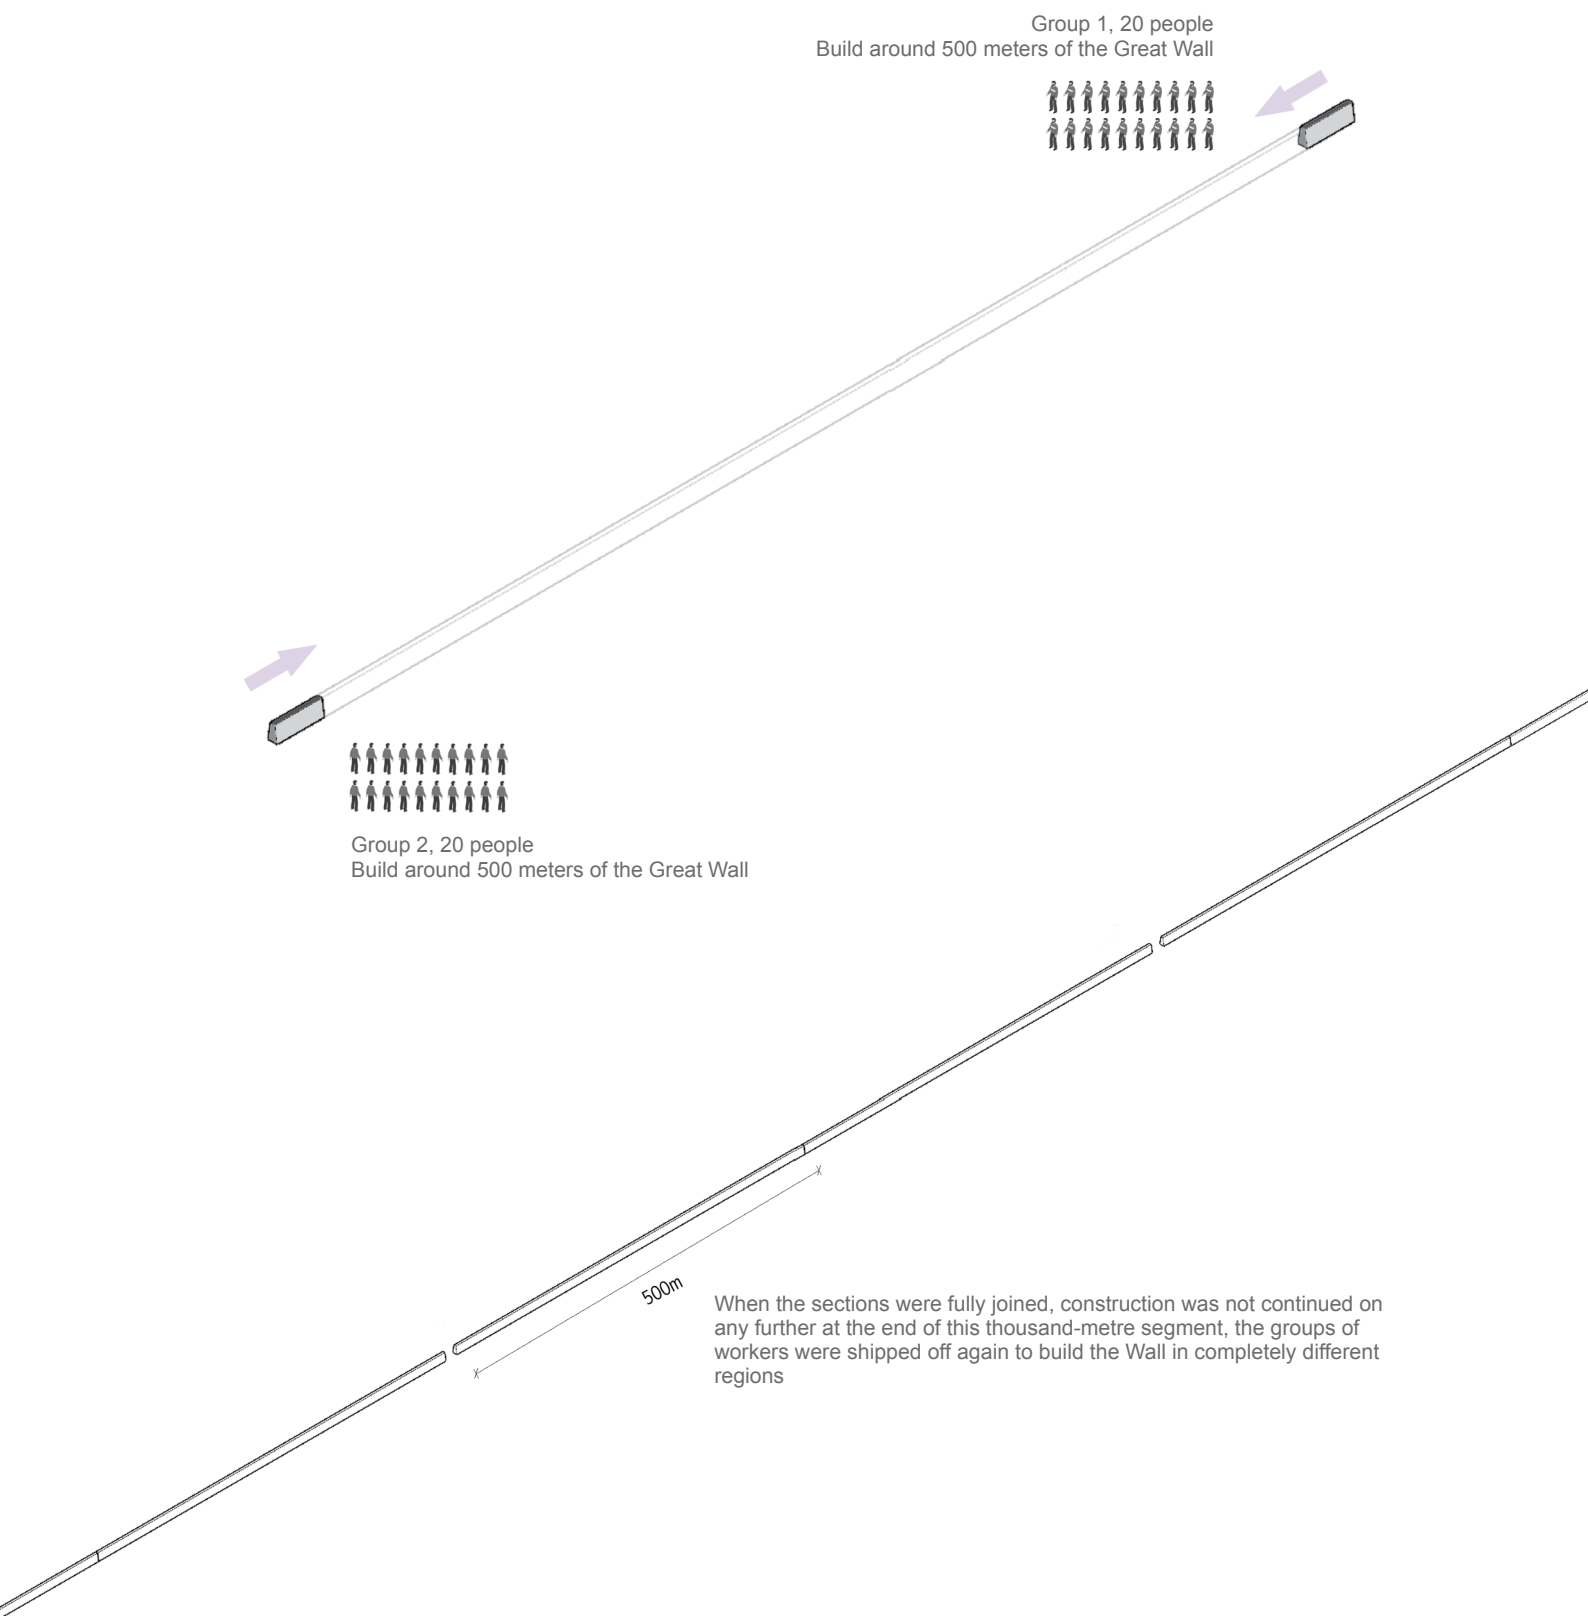 Group 1, 20 people
Build around 500 meters of the Great Wall
Group 2, 20 people
Build around 500 meters of the Great Wall
500m
When the sections were fully joined, construction was not continued on
any further at the end of this thousand-metre segment, the groups of
workers were shipped off again to build the Wall in completely different
regions